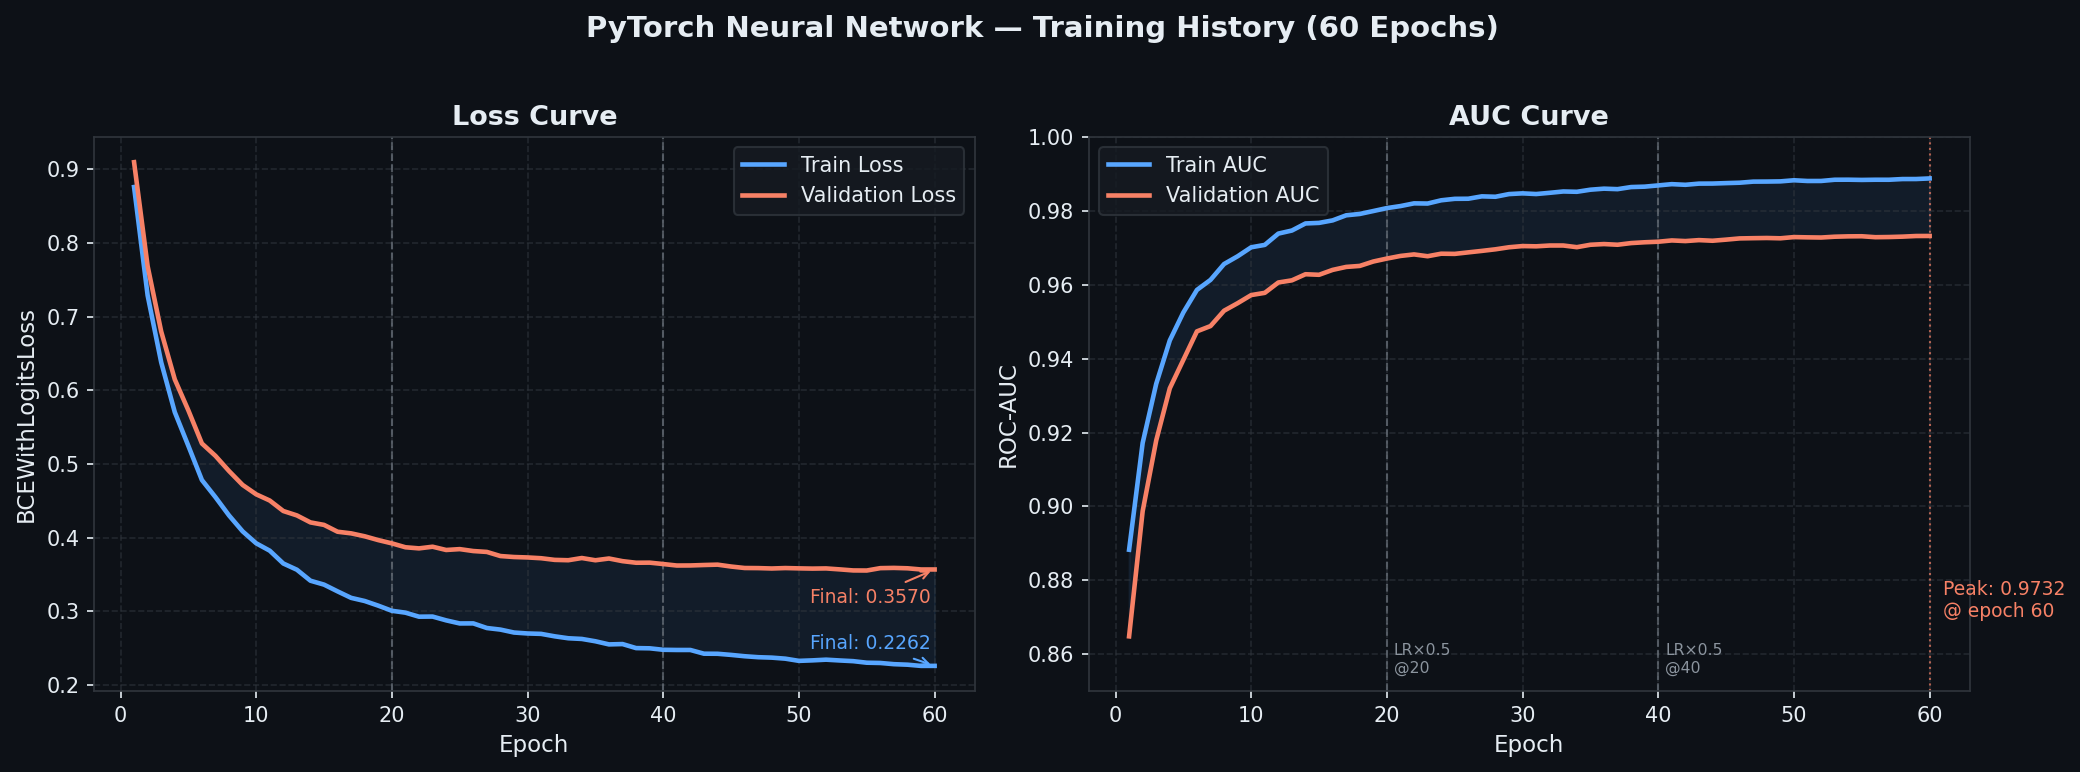 PyTorch Neural Network — Training History (60 Epochs)
Loss Curve
Train Loss
Validation Loss
BCEWithLogitsLoss
0.9
0.8
0.7
0.6
0.5
0.4
0.3
0.2
Final: 0.3570
Final: 0.2262
0 10 20 30 40 50 60
Epoch
AUC Curve
Train AUC
Validation AUC
ROC-AUC
1.00
0.98
0.96
0.94
0.92
0.90
0.88
0.86
Peak: 0.9732
@ epoch 60
LR×0.5
@20
LR×0.5
@40
0 10 20 30 40 50 60
Epoch